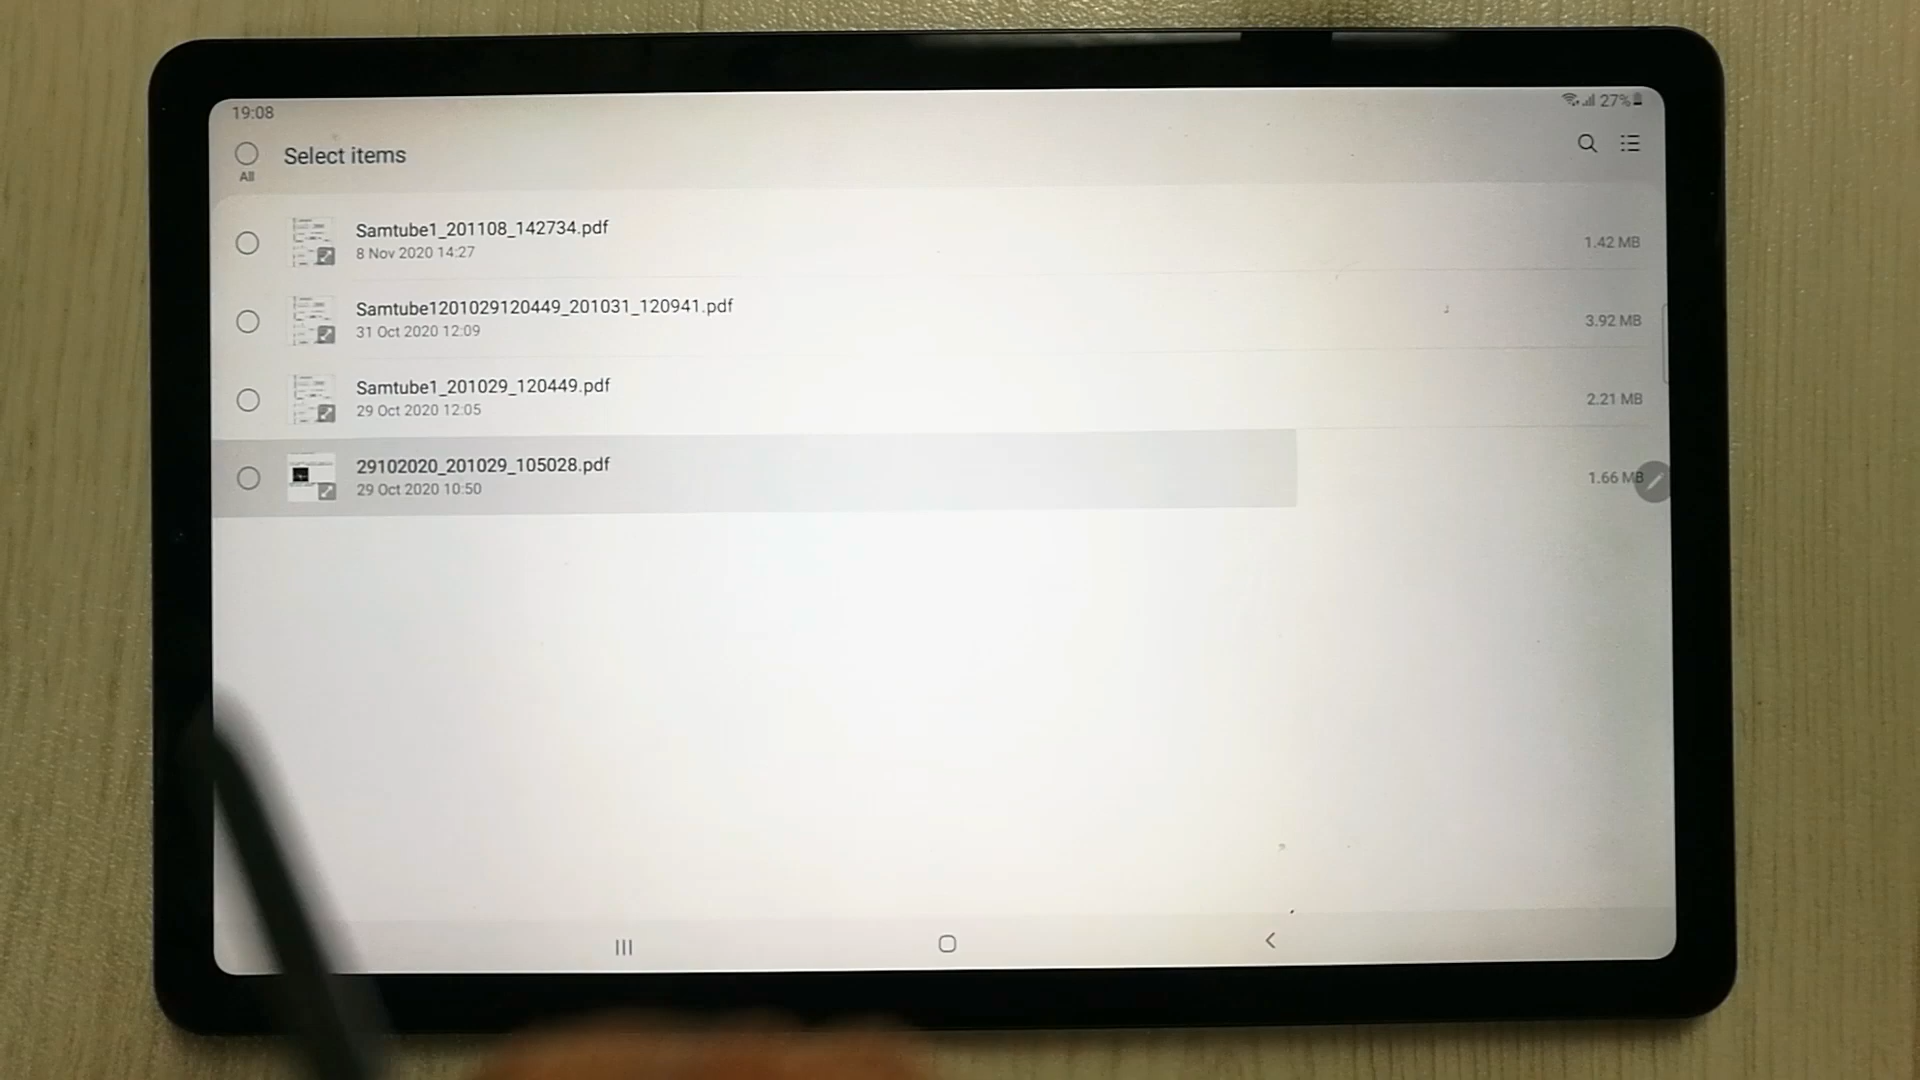 19:08
27%
All
Select items
Samtube1_201108_142734.pdf
8 Nov 2020 14:27
1.42 MB
Samtube1201029120449_201031_120941.pdf
31 Oct 2020 12:09
3.92 MB
Samtube1_201029_120449.pdf
29 Oct 2020 12:05
2.21 MB
29102020_201029_105028.pdf
29 Oct 2020 10:50
1.66 MB